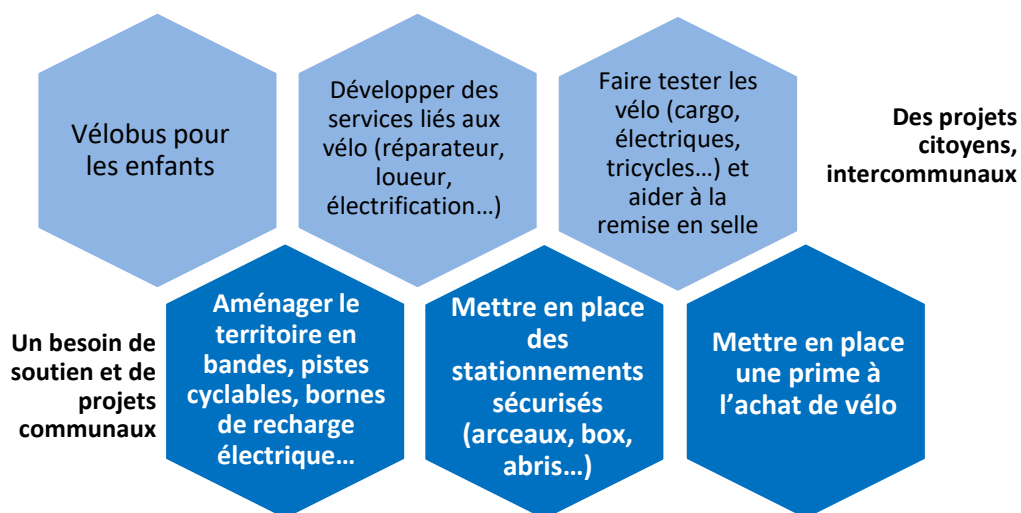 Vélobus pour
les enfants
Développer des
services liés aux
vélo (réparateur,
loueur,
électrification…)
Faire tester les
vélo (cargo,
électriques,
tricycles…) et
aider à la
remise en selle
Des projets
citoyens,
intercommunaux
Un besoin de
soutien et de
projets
communaux
Aménager le
territoire en
bandes, pistes
cyclables, bornes
de recharge
électrique…
Mettre en place
des
stationnements
sécurisés
(arceaux, box,
abris…)
Mettre en place
une prime à
l’achat de vélo